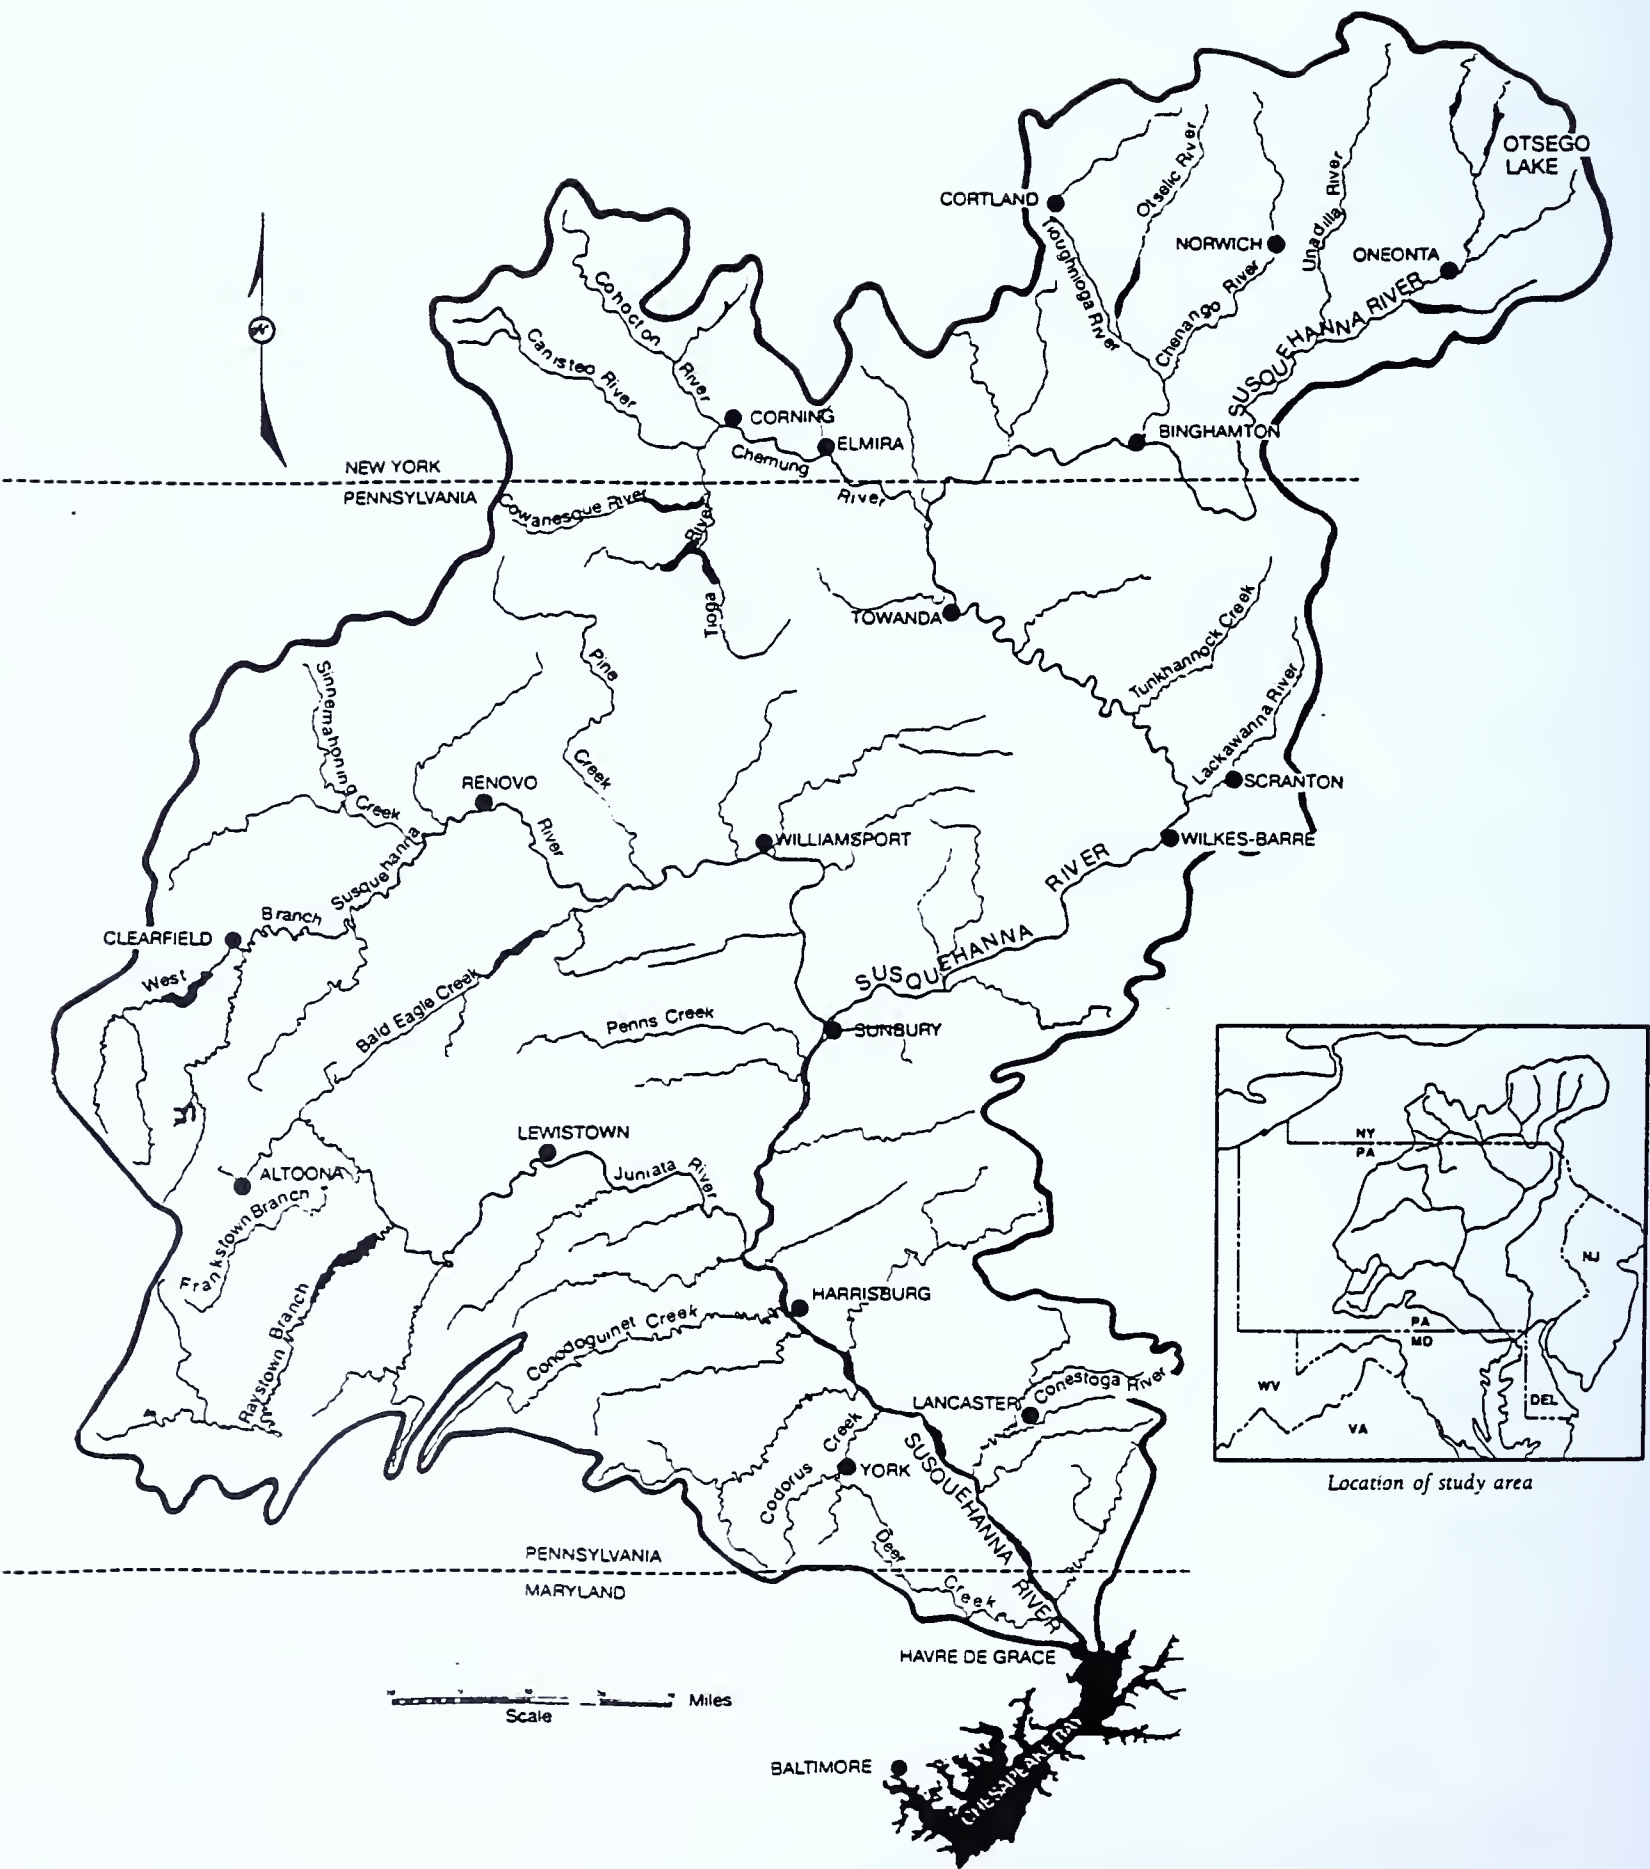 OTSEGO
LAKE
CORTLAND
Otselic River
Tioughnioga River
NORWICH
Unadilla River
ONEONTA
Chenango River
SUSQUEHANNA RIVER
Cohocton
River
Canisteo River
CORNING
ELMIRA
Chemung
River
BINGHAMTON
NEW YORK
PENNSYLVANIA
Cowanesque River
River
Tioga
TOWANDA
Tunkhannock Creek
Lackawanna River
SCRANTON
WILKES-BARRE
Pine
Creek
Sinnemahoning Creek
RENOVO
River
WILLIAMSPORT
Susquehanna
Branch
CLEARFIELD
West
Bald Eagle Creek
SUSQUEHANNA
RIVER
Penns Creek
SUNBURY
LEWISTOWN
Juniata
River
ALTOONA
Frankstown Branch
Raystown Branch
HARRISBURG
Conodoguinet Creek
LANCASTER
Conestoga River
Codorus
Creek
YORK
SUSQUEHANNA
RIVER
Deer
Creek
PENNSYLVANIA
MARYLAND
HAVRE DE GRACE
Miles
Scale
BALTIMORE
CHESAPEAKE BAY
N
NY
PA
NJ
PA
MD
WV
VA
DEL
Location of study area